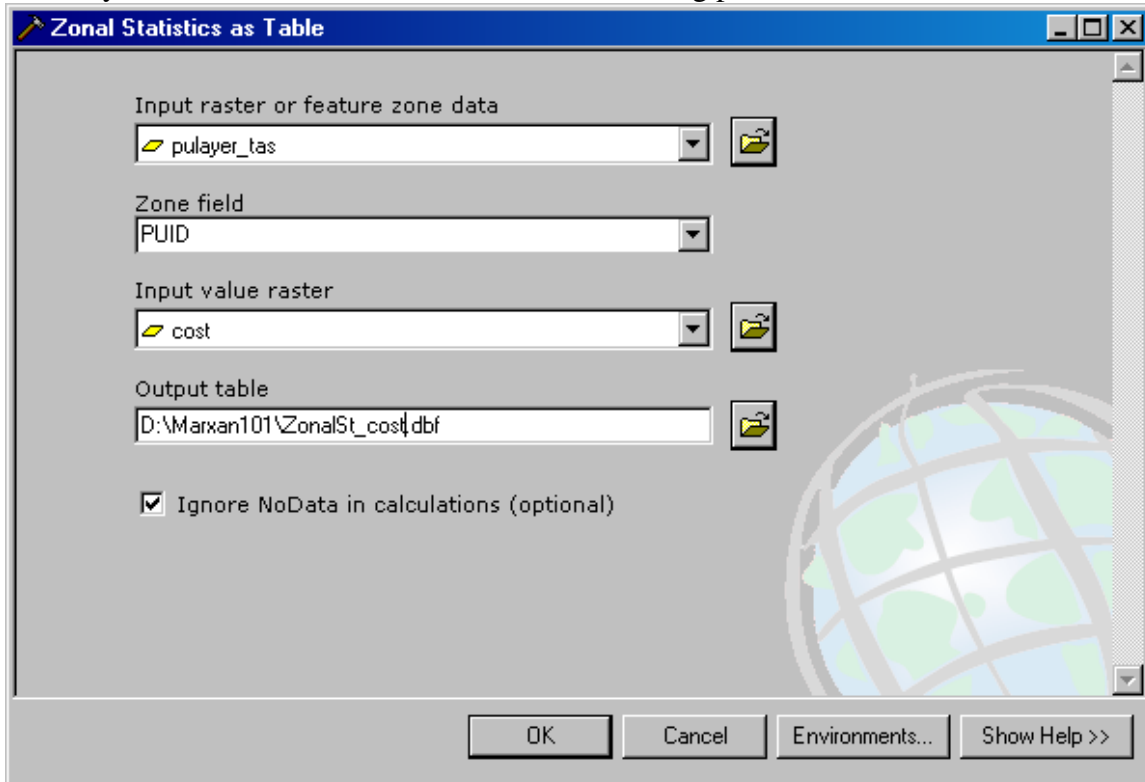 Zonal Statistics as Table
Input raster or feature zone data
pulayer_tas
Zone field
PUID
Input value raster
cost
Output table
D:\Marxan101\ZonalSt_cost.dbf
Ignore NoData in calculations (optional)
OK Cancel Environments... Show Help >>